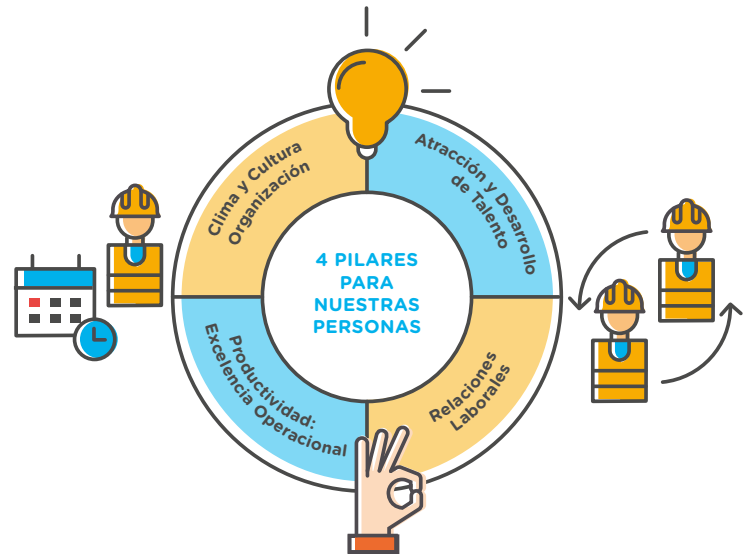 Clima y Cultura
Organización
Atracción y Desarrollo
de Talento
4 PILARES
PARA
NUESTRAS
PERSONAS
Productividad:
Excelencia Operacional
Relaciones
Laborales